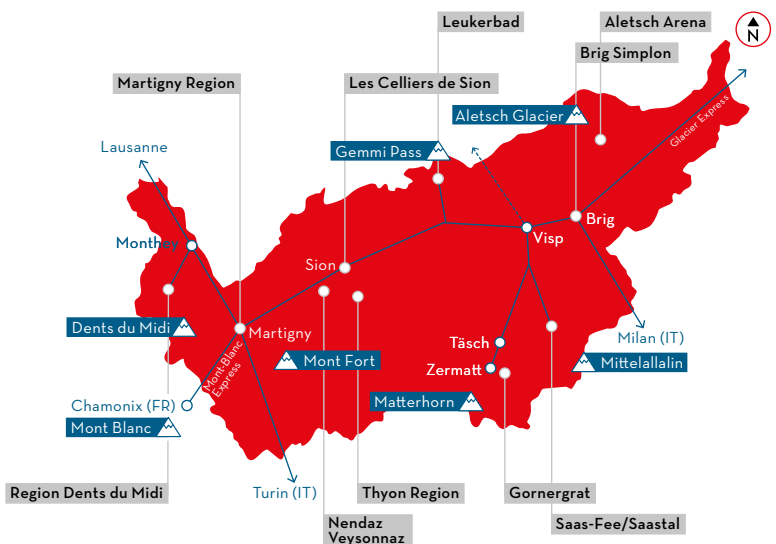 Leukerbad
Aletsch Arena
N
Brig Simplon
Martigny Region
Les Celliers de Sion
Aletsch Glacier
Glacier Express
Lausanne
Gemmi Pass
Brig
Monthey
Visp
Sion
Dents du Midi
Martigny
Milan (IT)
Täsch
Mont Fort
Mittelallalin
Zermatt
Mont-Blanc
Express
Chamonix (FR)
Matterhorn
Mont Blanc
Region Dents du Midi
Turin (IT)
Thyon Region
Gornergrat
Nendaz
Veysonnaz
Saas-Fee/Saastal